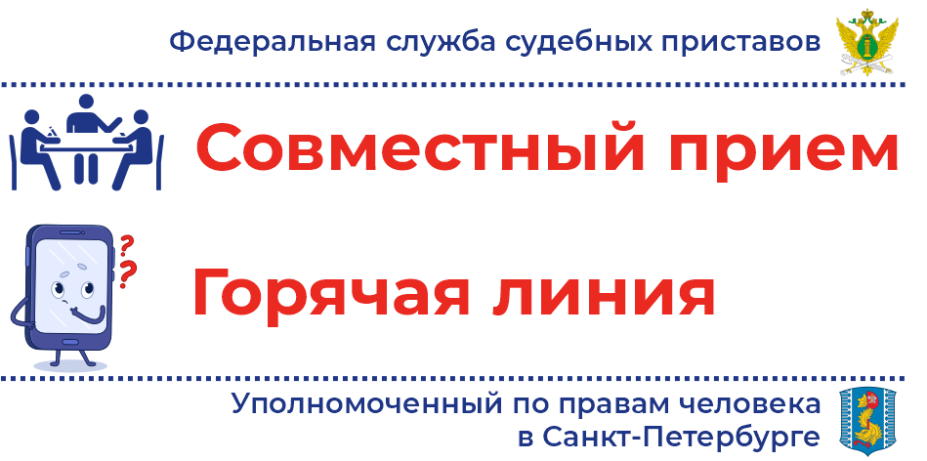 Федеральная служба судебных приставов
Совместный прием
??
Горячая линия
Уполномоченный по правам человека
в Санкт-Петербурге